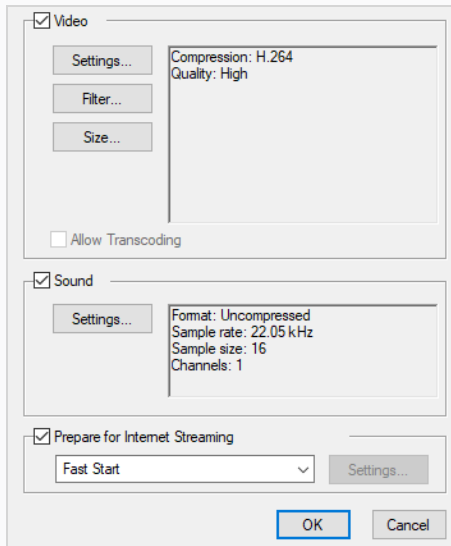 Video
Settings...
Compression: H.264
Quality: High
Filter...
Size...
Allow Transcoding
Sound
Settings...
Format: Uncompressed
Sample rate: 22.05 kHz
Sample size: 16
Channels: 1
Prepare for Internet Streaming
Fast Start
Settings...
OK
Cancel